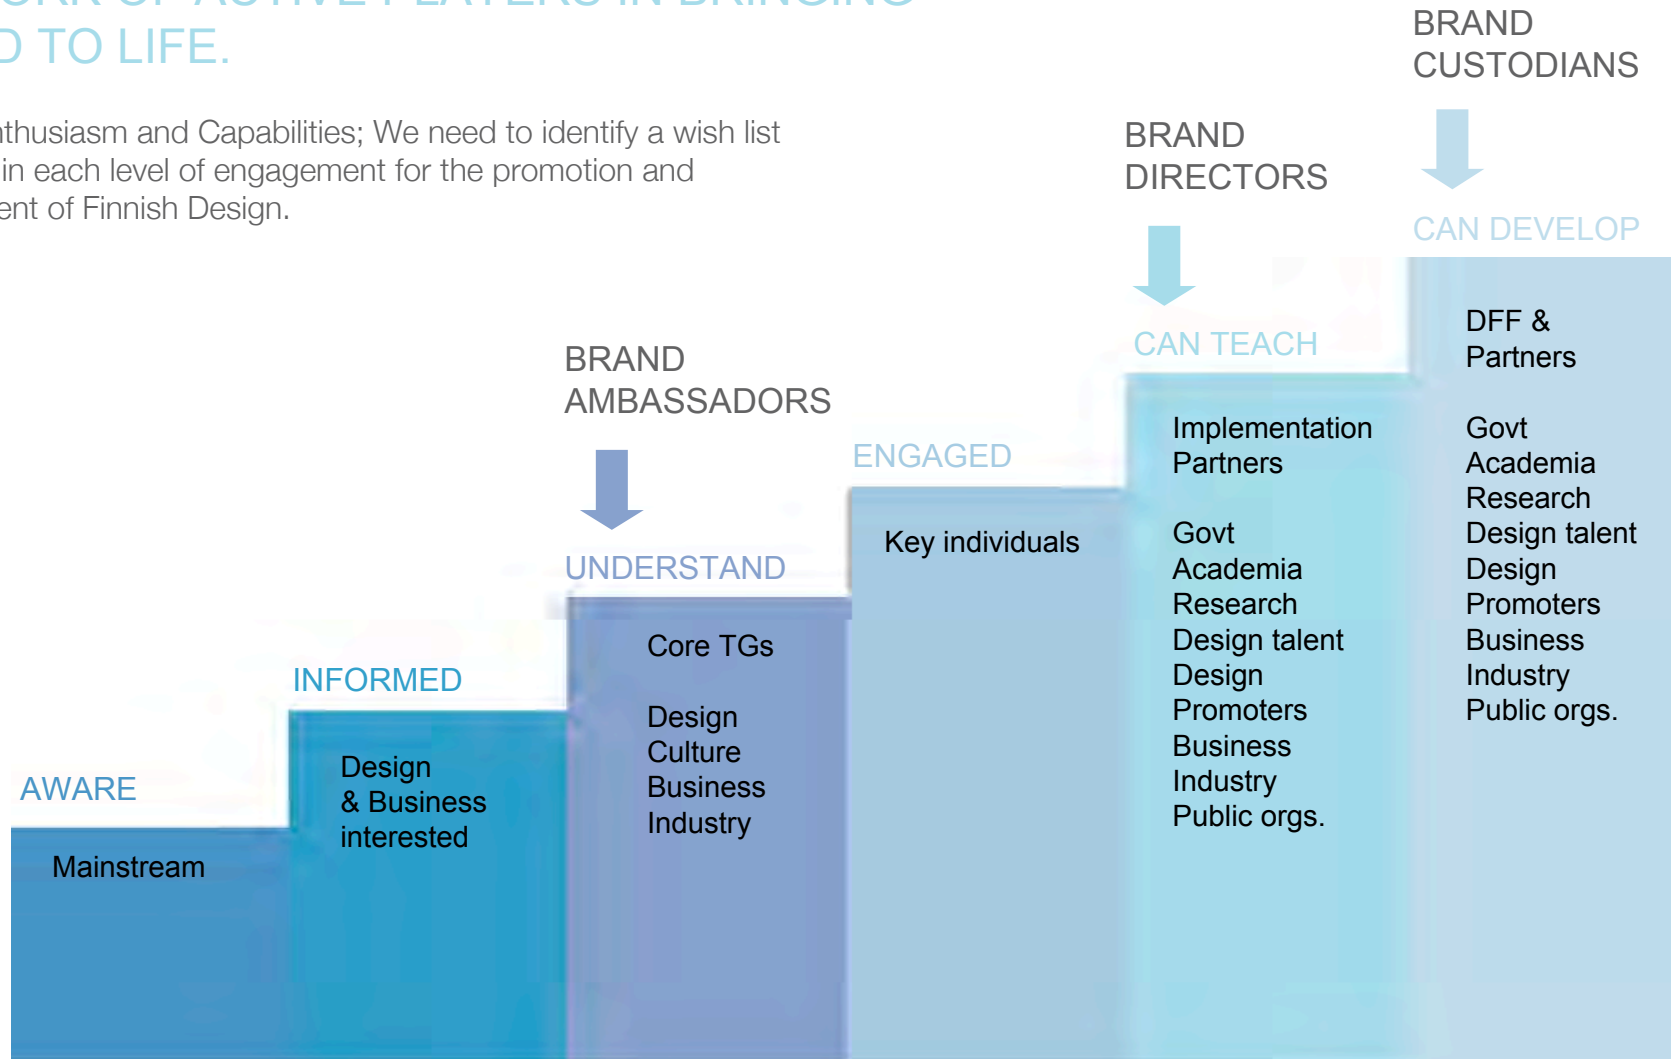 TO LIFE.
nthusiasm and Capabilities; We need to identify a wish list
in each level of engagement for the promotion and
ent of Finnish Design.
BRAND
CUSTODIANS
BRAND
DIRECTORS
CAN DEVELOP
DFF &
Partners
Govt
Academia
Research
Design talent
Design
Promoters
Business
Industry
Public orgs.
CAN TEACH
Implementation
Partners
Govt
Academia
Research
Design talent
Design
Promoters
Business
Industry
Public orgs.
BRAND
AMBASSADORS
ENGAGED
Key individuals
UNDERSTAND
Core TGs
Design
Culture
Business
Industry
INFORMED
Design
& Business
interested
AWARE
Mainstream